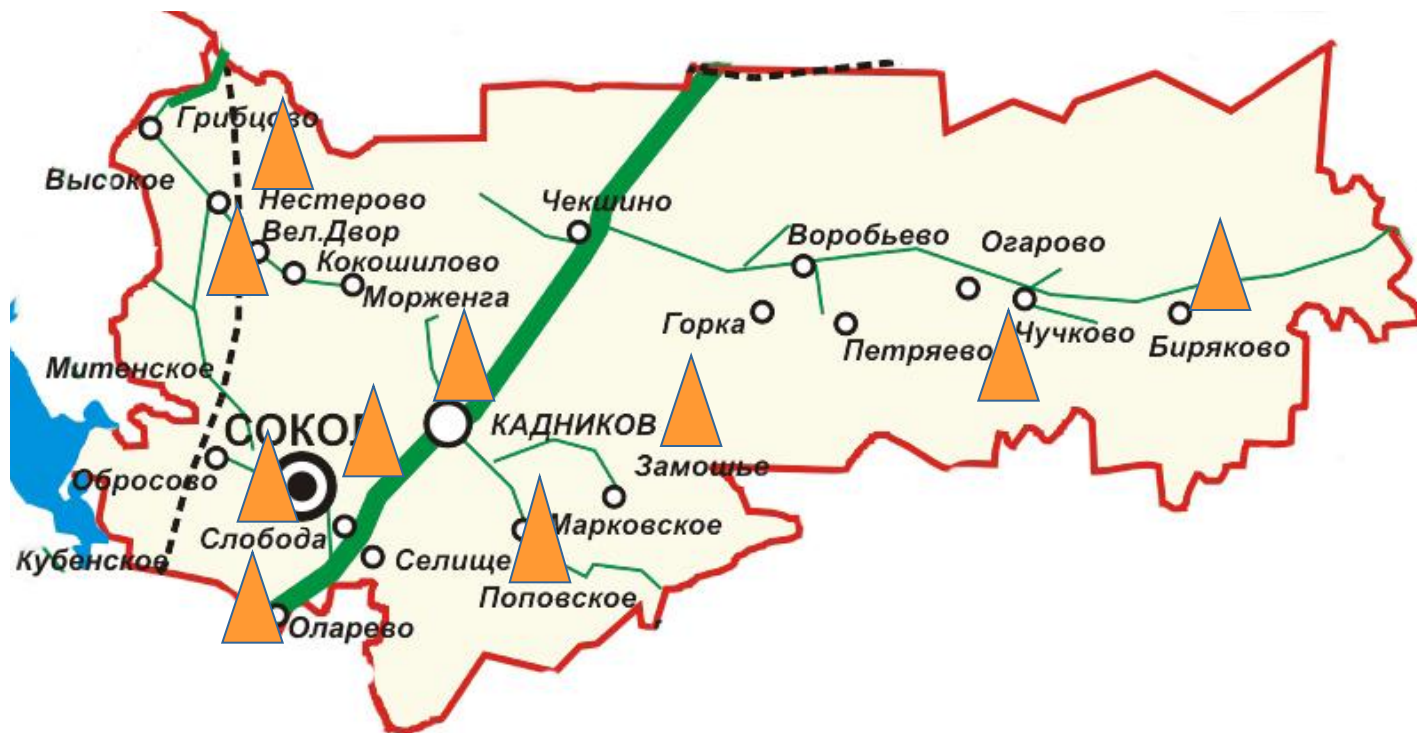 Грибцово
Высокое
Нестерово
Чекшино
Вел.Двор
Воробьево
Огарово
Кокошилово
Морженга
Горка
Петряево
Чучково
Биряково
Митенское
СОКОЛ
КАДНИКОВ
Замошье
Обросово
Марковское
Слобода
Селище
Кубенское
Поповское
Оларево